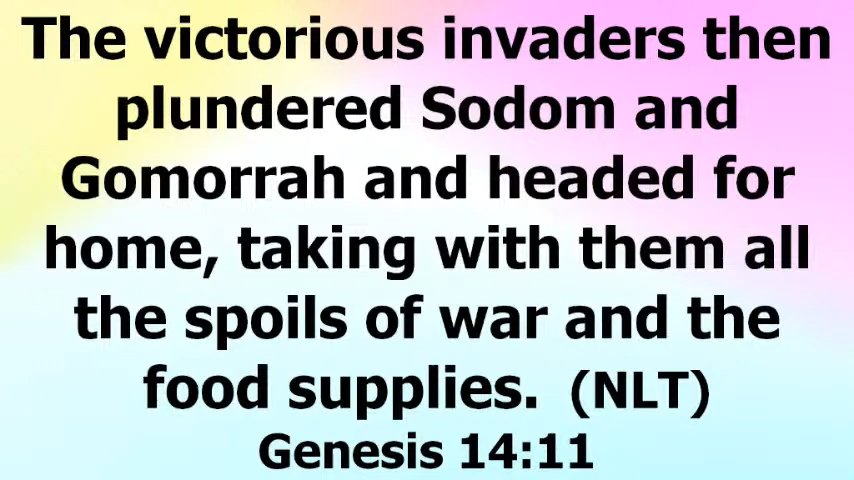 The victorious invaders then
plundered Sodom and
Gomorrah and headed for
home, taking with them all
the spoils of war and the
food supplies. (NLT)
Genesis 14:11